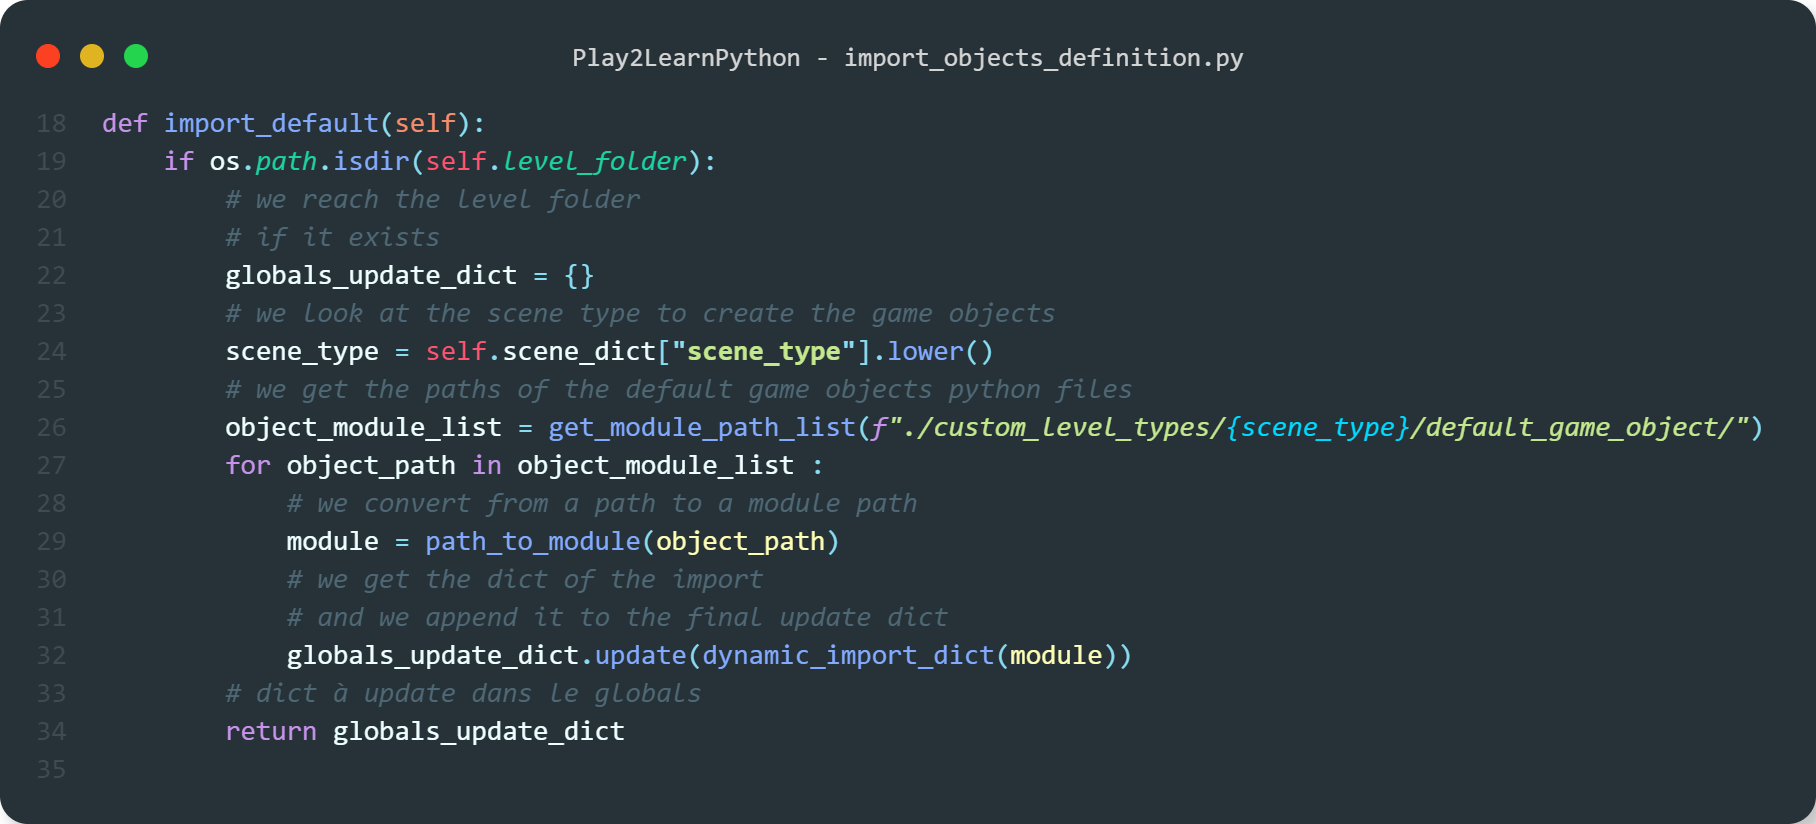 Play2LearnPython - import_objects_definition.py
18 def import_default(self):
19     if os.path.isdir(self.level_folder):
20         # we reach the level folder
21         # if it exists
22         globals_update_dict = {}
23         # we look at the scene type to create the game objects
24         scene_type = self.scene_dict["scene_type"].lower()
25         # we get the paths of the default game objects python files
26         object_module_list = get_module_path_list(f"./custom_level_types/{scene_type}/default_game_object/")
27         for object_path in object_module_list :
28             # we convert from a path to a module path
29             module = path_to_module(object_path)
30             # we get the dict of the import
31             # and we append it to the final update dict
32             globals_update_dict.update(dynamic_import_dict(module))
33         # dict à update dans le globals
34         return globals_update_dict
35